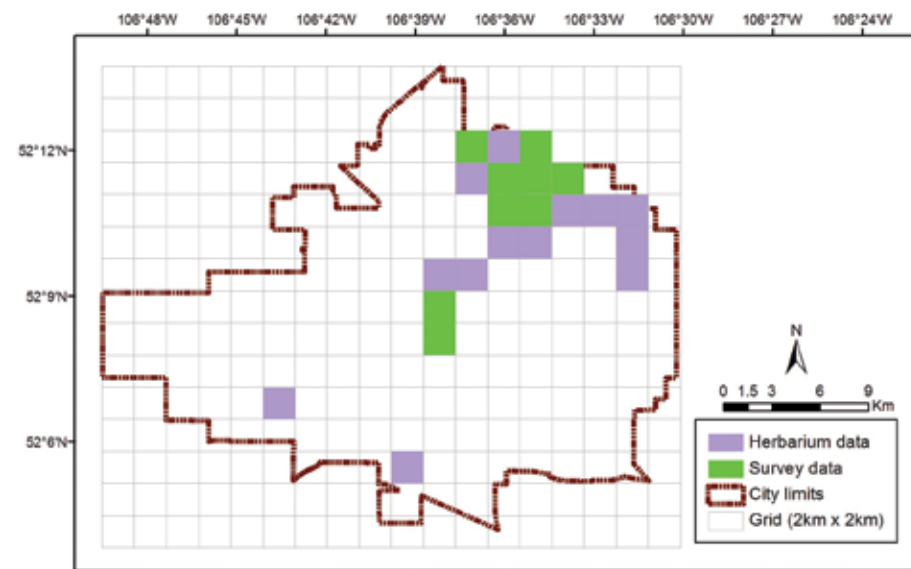 106°48'W 106°45'W 106°42'W 106°39'W 106°36'W 106°33'W 106°30'W 106°27'W 106°24'W
52°12'N
52°9'N
52°6'N
N
0 1.5 3 6 9
Km
Herbarium data
Survey data
City limits
Grid (2km x 2km)